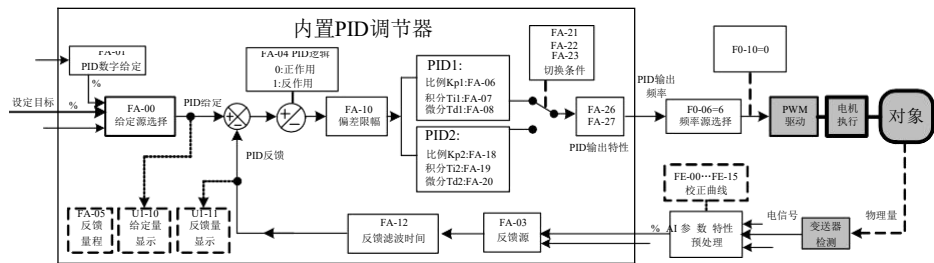 内置PID调节器
FA-01
PID数字给定
%
设定目标
%
FA-00
给定源选择
PID给定
FA-04 PID逻辑
0:正作用
1:反作用
FA-10
偏差限幅
PID1:
比例Kp1:FA-06
积分Ti1:FA-07
微分Td1:FA-08
PID2:
比例Kp2:FA-18
积分Ti2:FA-19
微分Td2:FA-20
FA-21
FA-22
FA-23
切换条件
FA-26
FA-27
PID输出特性
PID输出
频率
F0-06=6
频率源选择
F0-10=0
PWM
驱动
电机
执行
对象
PID反馈
FA-05
反馈
量程
U1-10
给定量
显示
U1-11
反馈量
显示
FA-12
反馈滤波时间
FA-03
反馈源
%
FE-00…FE-15
校正曲线
AI 参 数 特性
预处理
电信号
变送器
检测
物理量